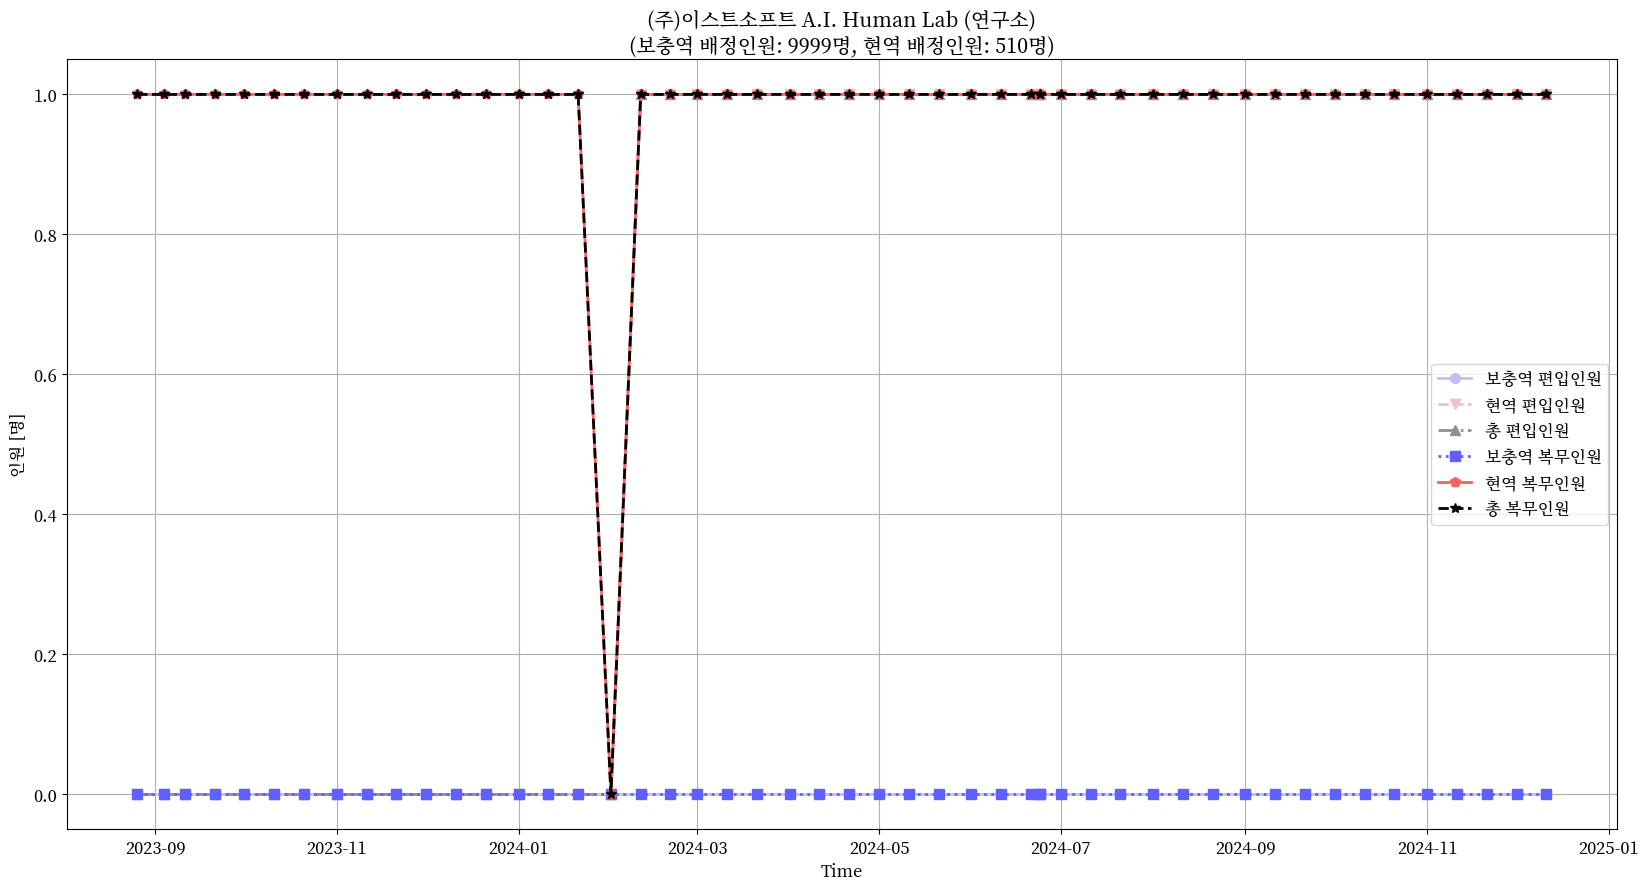 (주)이스트소프트 A.I. Human Lab (연구소)
(보충역 배정인원: 9999명, 현역 배정인원: 510명)
인원 [명]
1.0
0.8
0.6
0.4
0.2
0.0
보충역 편입인원
현역 편입인원
총 편입인원
보충역 복무인원
현역 복무인원
총 복무인원
2023-09 2023-11 2024-01 2024-03 2024-05 2024-07 2024-09 2024-11 2025-01
Time